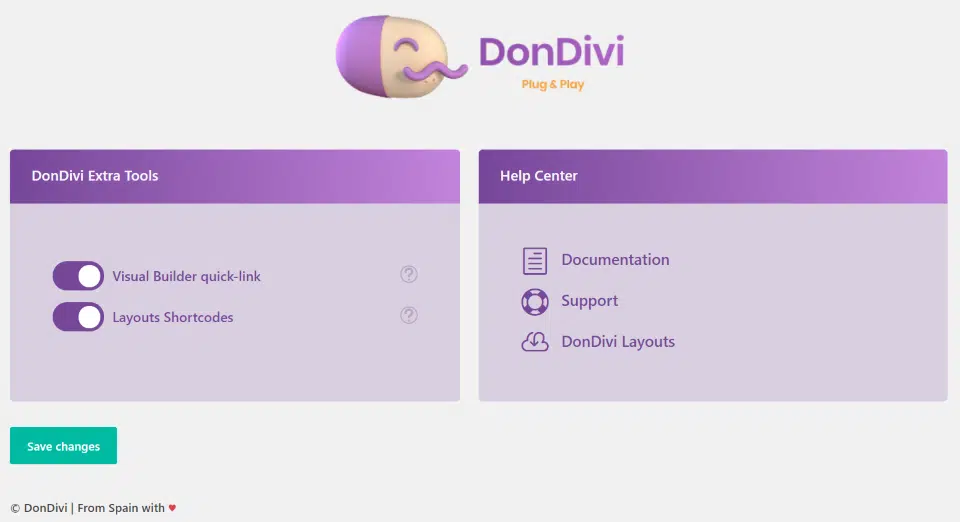 DonDivi
Plug & Play
DonDivi Extra Tools
Visual Builder quick-link
?
Layouts Shortcodes
?
Help Center
Documentation
Support
DonDivi Layouts
Save changes
© DonDivi | From Spain with ♥